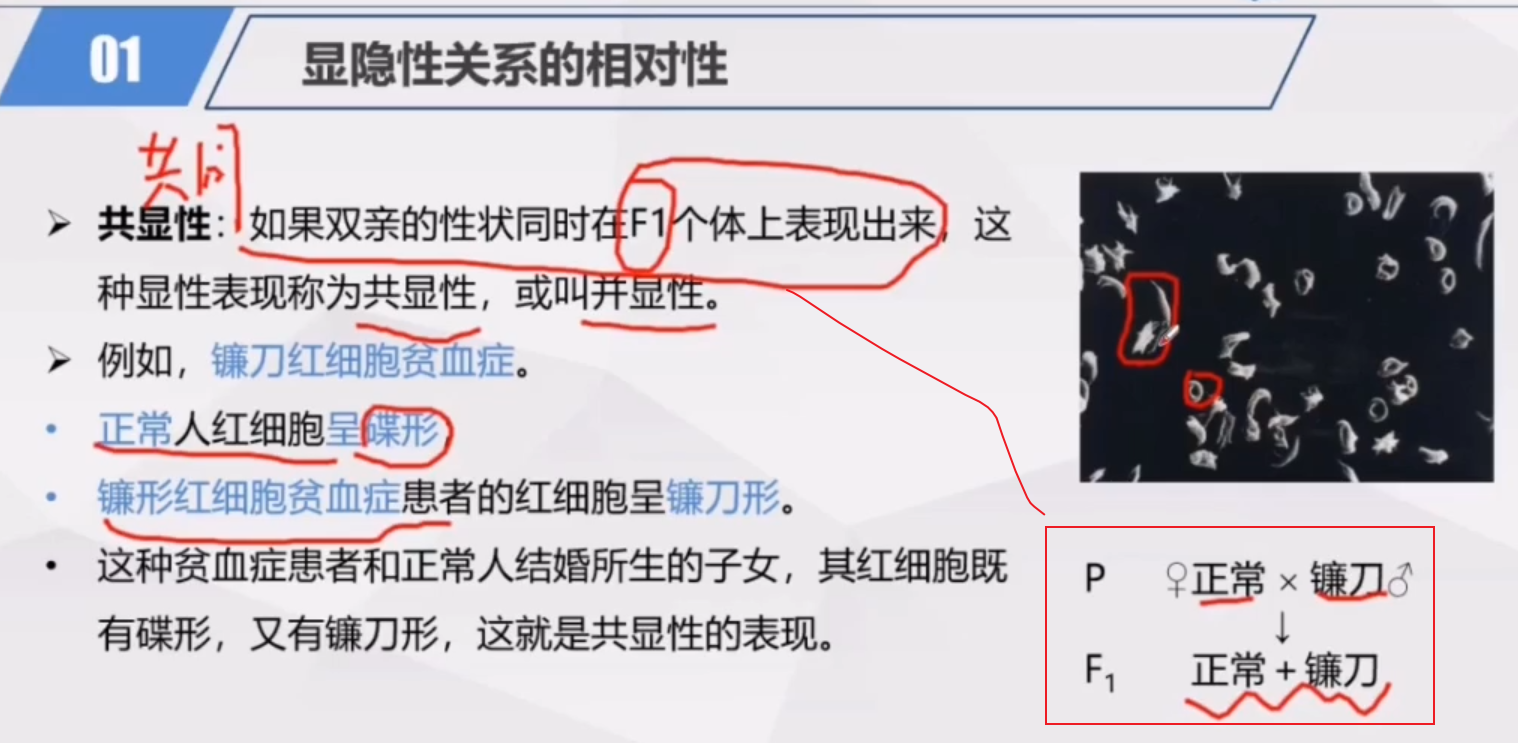 01
显隐性关系的相对性
共同
➢ 共显性：如果双亲的性状同时在F1个体上表现出来，这
种显性表现称为共显性，或叫并显性。
➢ 例如，镰刀红细胞贫血症。
• 正常人红细胞呈碟形
• 镰形红细胞贫血症患者的红细胞呈镰刀形。
• 这种贫血症患者和正常人结婚所生的子女，其红细胞既
有碟形，又有镰刀形，这就是共显性的表现。
P ♀正常 × 镰刀♂
↓
F₁ 正常 + 镰刀